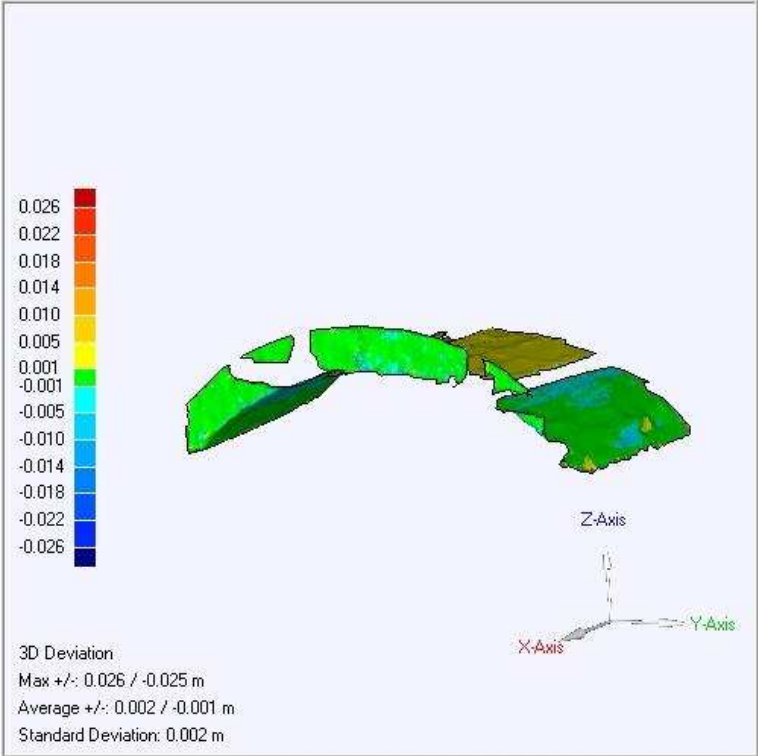 0.026
0.022
0.018
0.014
0.010
0.005
0.001
-0.001
-0.005
-0.010
-0.014
-0.018
-0.022
-0.026
Z-Axis
Y-Axis
X-Axis
3D Deviation
Max +/-: 0.026 / -0.025 m
Average +/-: 0.002 / -0.001 m
Standard Deviation: 0.002 m